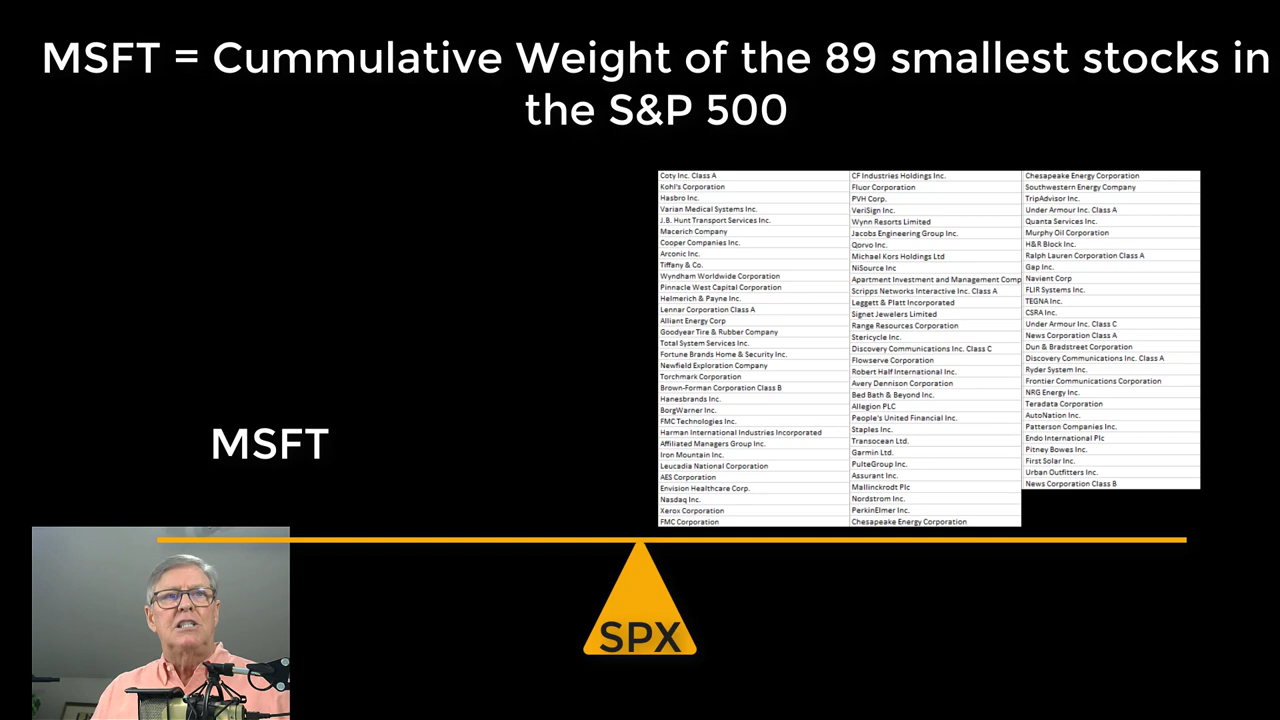 MSFT = Cummulative Weight of the 89 smallest stocks in
the S&P 500
Coty Inc. Class A
Kohl's Corporation
Hasbro Inc.
Varian Medical Systems Inc.
J.B. Hunt Transport Services Inc.
Macerich Company
Cooper Companies Inc.
Arconic Inc.
Tiffany & Co.
Wyndham Worldwide Corporation
Pinnacle West Capital Corporation
Helmerich & Payne Inc.
Lennar Corporation Class A
Alliant Energy Corp
Goodyear Tire & Rubber Company
Total System Services Inc.
Fortune Brands Home & Security Inc.
Newfield Exploration Company
Torchmark Corporation
Brown-Forman Corporation Class B
Hanesbrands Inc.
BorgWarner Inc.
FMC Technologies Inc.
Harman International Industries Incorporated
Affiliated Managers Group Inc.
Iron Mountain Inc.
Leucadia National Corporation
AES Corporation
Envision Healthcare Corp.
Nasdaq Inc.
Xerox Corporation
FMC Corporation
CF Industries Holdings Inc.
Fluor Corporation
PVH Corp.
VeriSign Inc.
Wynn Resorts Limited
Jacobs Engineering Group Inc.
Qorvo Inc.
Michael Kors Holdings Ltd
NiSource Inc
Apartment Investment and Management Comp
Scripps Networks Interactive Inc. Class A
Leggett & Platt Incorporated
Signet Jewelers Limited
Range Resources Corporation
Stericycle Inc.
Discovery Communications Inc. Class C
Flowserve Corporation
Robert Half International Inc.
Avery Dennison Corporation
Bed Bath & Beyond Inc.
Allegion PLC
People's United Financial Inc.
Staples Inc.
Transocean Ltd.
Garmin Ltd.
PulteGroup Inc.
Assurant Inc.
Mallinckrodt Plc
Nordstrom Inc.
PerkinElmer Inc.
Chesapeake Energy Corporation
Chesapeake Energy Corporation
Southwestern Energy Company
TripAdvisor Inc.
Under Armour Inc. Class A
Quanta Services Inc.
Murphy Oil Corporation
H&R Block Inc.
Ralph Lauren Corporation Class A
Gap Inc.
Navient Corp
FLIR Systems Inc.
TEGNA Inc.
CSRA Inc.
Under Armour Inc. Class C
News Corporation Class A
Dun & Bradstreet Corporation
Discovery Communications Inc. Class A
Ryder System Inc.
Frontier Communications Corporation
NRG Energy Inc.
Teradata Corporation
AutoNation Inc.
Patterson Companies Inc.
Endo International Plc
Pitney Bowes Inc.
First Solar Inc.
Urban Outfitters Inc.
News Corporation Class B
MSFT
SPX